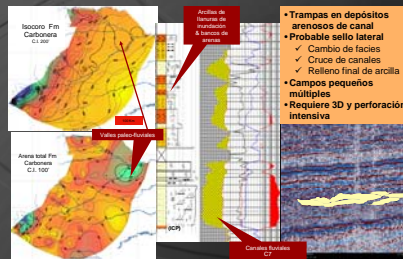 Isocoro Fm
Carbonera
C.I. 200'
Arcillas de
llanuras de
inundación
& bancos de
arenas
Valles paleo-fluviales
Arena total Fm
Carbonera
C.I. 100'
(ICP)
Canales fluviales
C7
• Trampas en depósitos
arenosos de canal
• Probable sello lateral
✓ Cambio de facies
✓ Cruce de canales
✓ Relleno final de arcilla
• Campos pequeños
múltiples
• Requiere 3D y perforación
intensiva